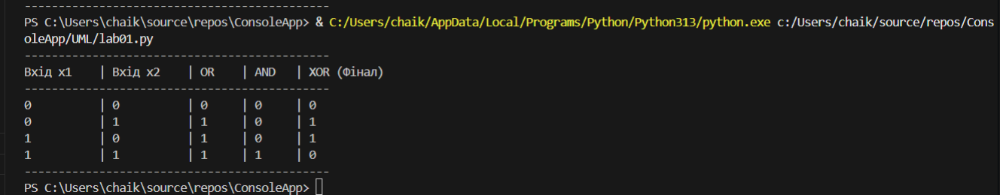 --------------------------------------------
PS C:\Users\chaik\source\repos\ConsoleApp> & C:/Users/chaik/AppData/Local/Programs/Python/Python313/python.exe c:/Users/chaik/source/repos/Cons
oleApp/UML/lab01.py
--------------------------------------------
Вхід x1    | Вхід x2    | OR    | AND   | XOR (Фінал)
--------------------------------------------
0          | 0          | 0     | 0     | 0
0          | 1          | 1     | 0     | 1
1          | 0          | 1     | 0     | 1
1          | 1          | 1     | 1     | 0
--------------------------------------------
PS C:\Users\chaik\source\repos\ConsoleApp>